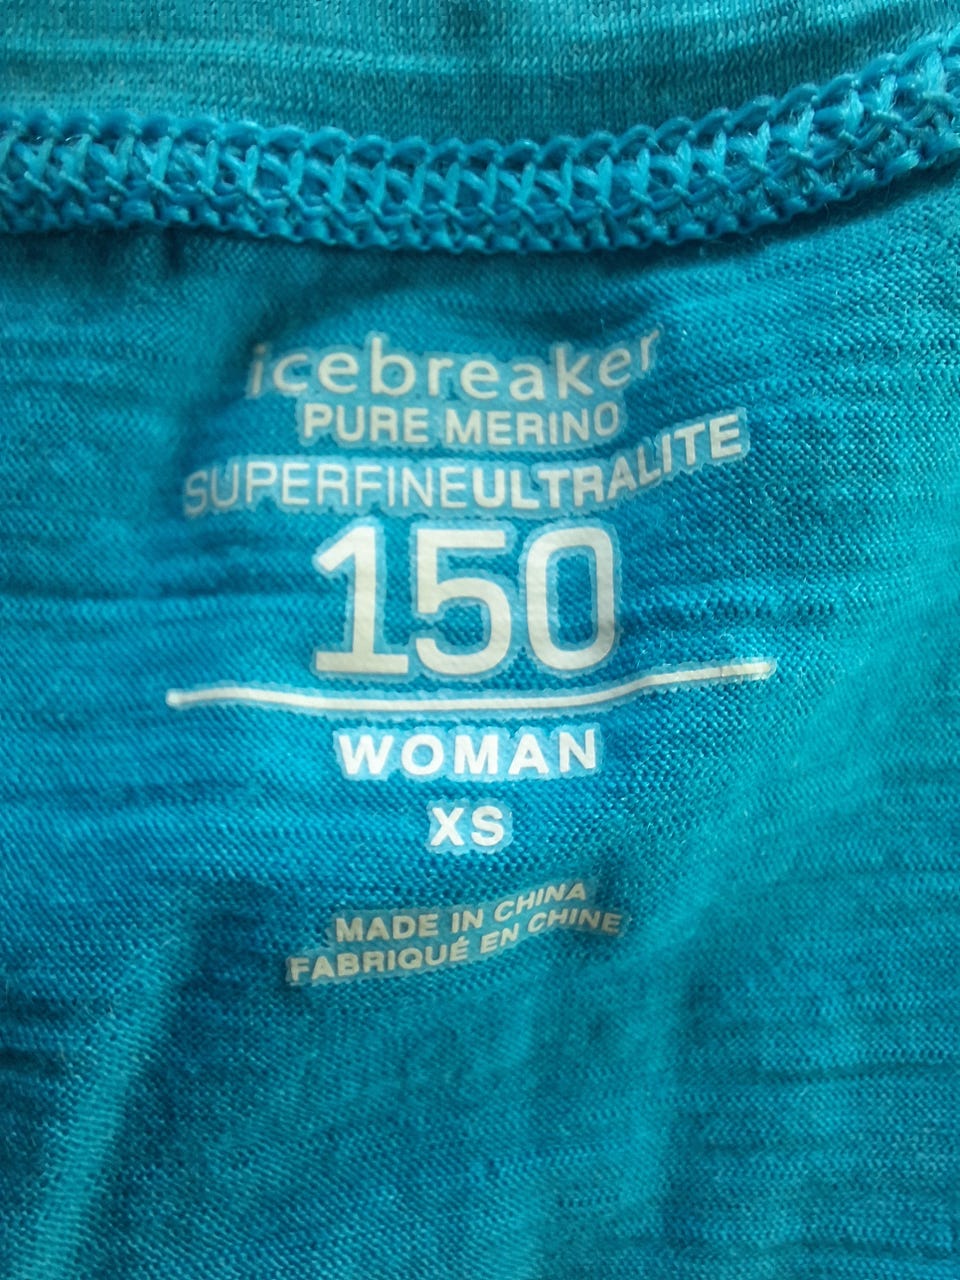 icebreaker
PURE MERINO
SUPERFINEULTRALITE
150
WOMAN
XS
MADE IN CHINA
FABRIQUÉ EN CHINE